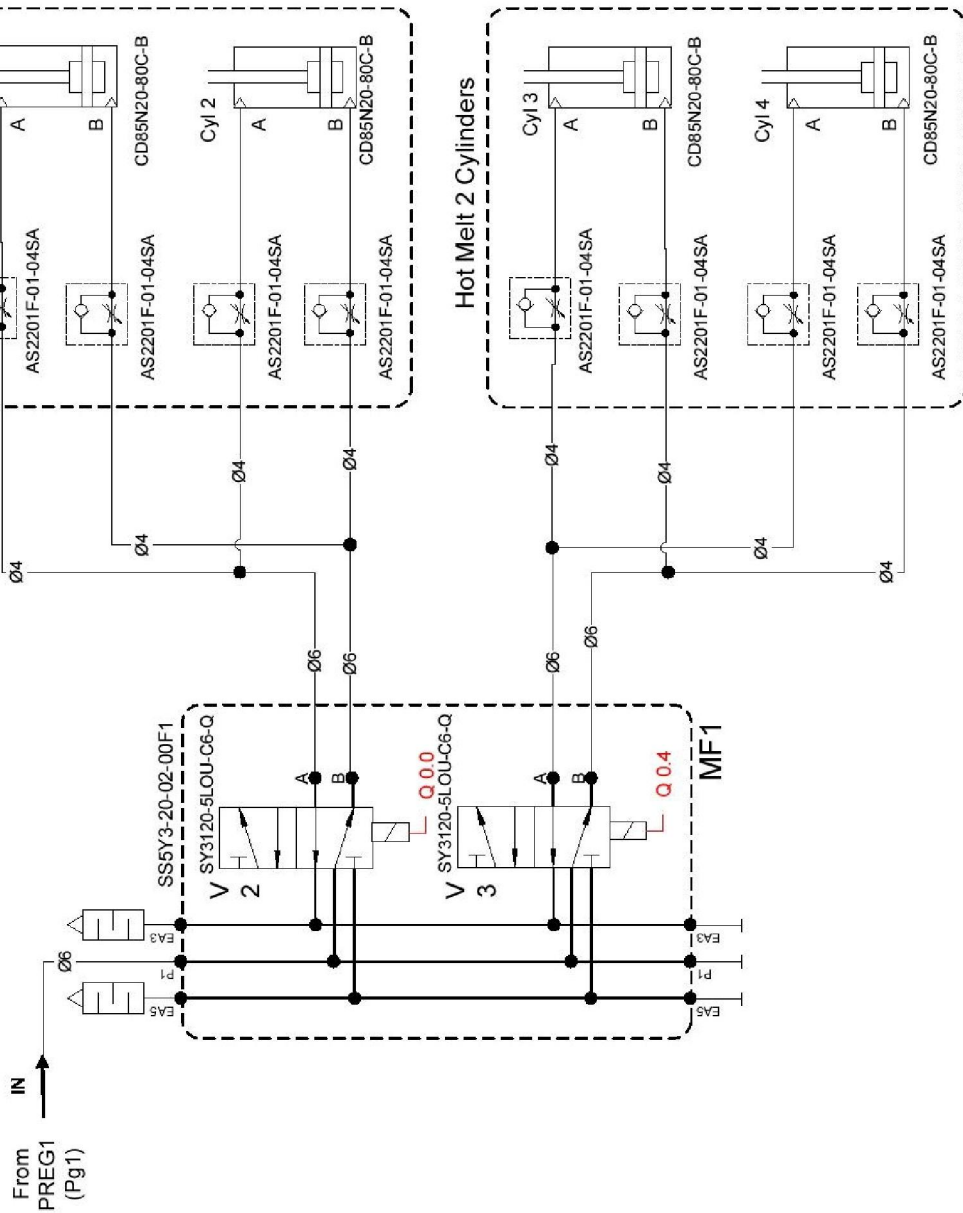 A
B
CD85N20-80C-B
AS2201F-01-04SA
AS2201F-01-04SA
Cyl 2
A
B
CD85N20-80C-B
AS2201F-01-04SA
AS2201F-01-04SA
Hot Melt 2 Cylinders
Cyl 3
A
B
CD85N20-80C-B
AS2201F-01-04SA
AS2201F-01-04SA
Cyl 4
A
B
CD85N20-80C-B
AS2201F-01-04SA
AS2201F-01-04SA
Ø4
Ø4
Ø4
Ø4
Ø4
Ø4
Ø4
Ø4
Ø6
Ø6
Ø6
Ø6
SS5Y3-20-02-00F1
SY3120-5LOU-C6-Q
V
2
A
B
Q 0.0
SY3120-5LOU-C6-Q
V
3
A
B
Q 0.4
MF1
EA3
P1
EA5
EA3
P1
EA5
Ø6
IN
From
PREG1
(Pg1)